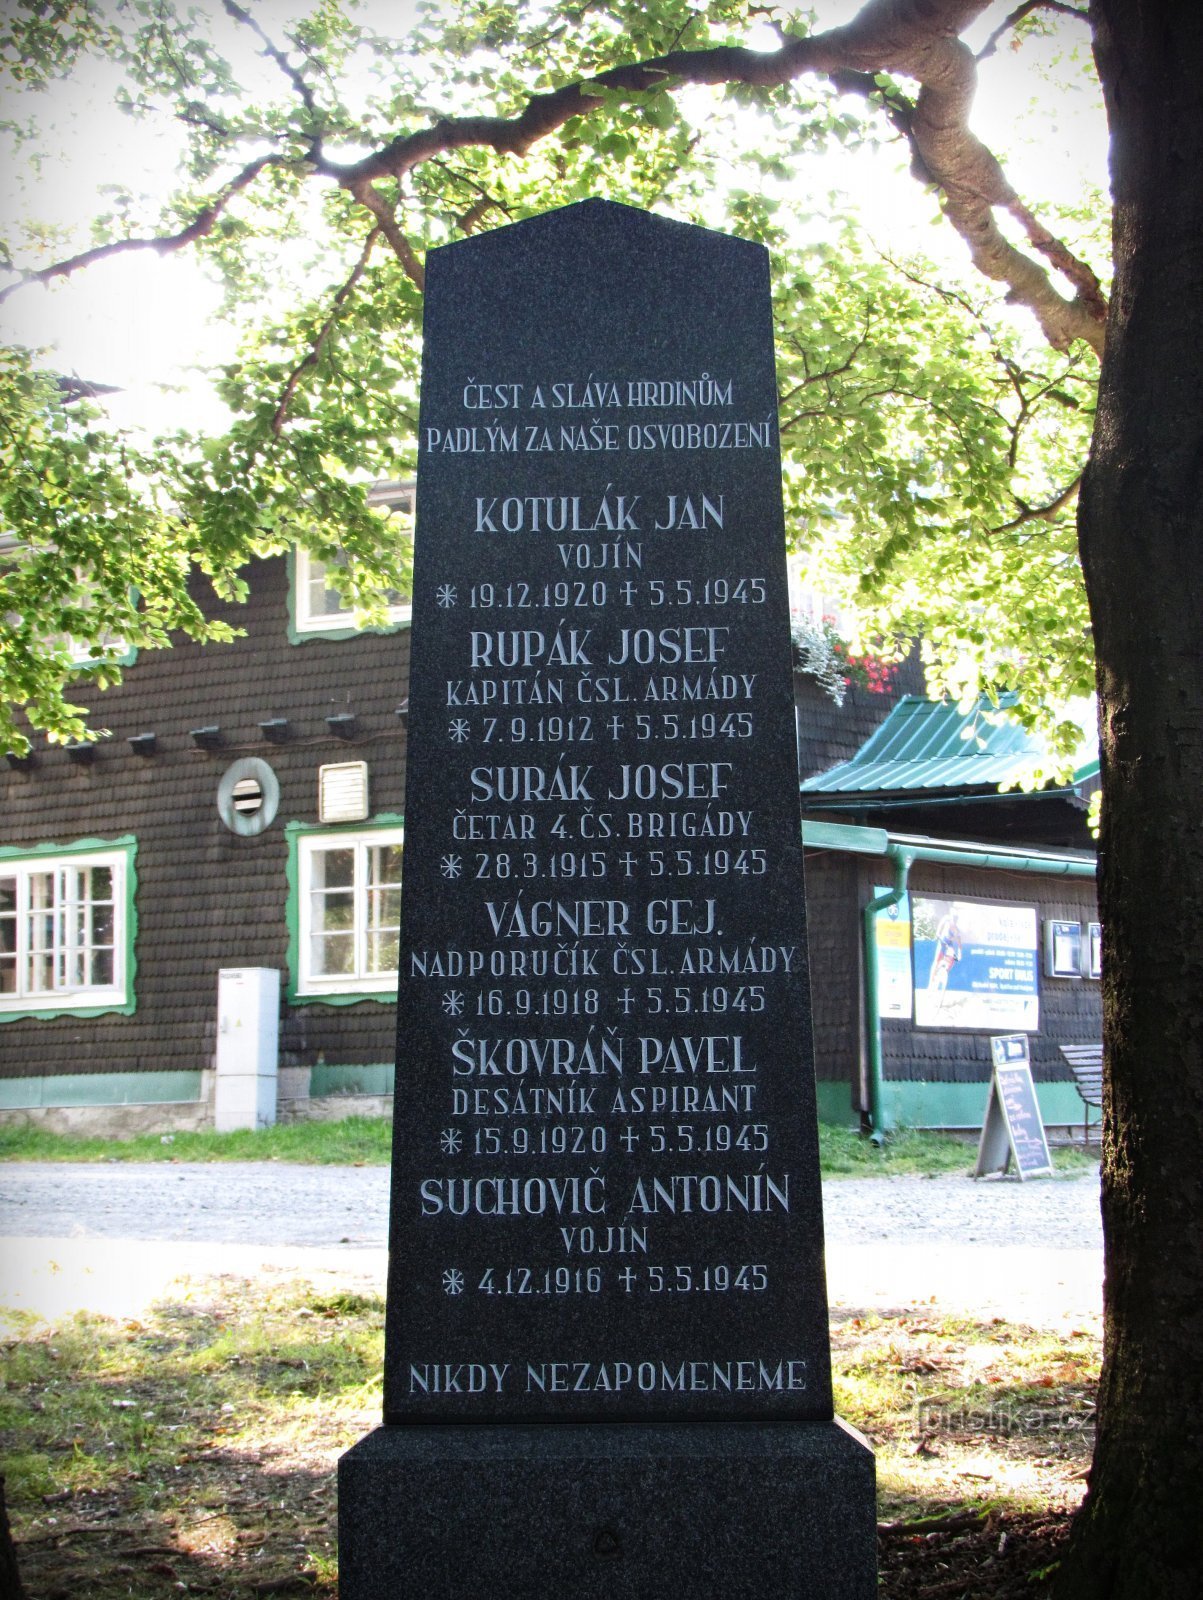 ČEST A SLÁVA HRDINŮM
PADLÝM ZA NAŠE OSVOBOZENÍ
KOTULÁK JAN
VOJÍN
* 19.12.1920 † 5.5.1945
RUPÁK JOSEF
KAPITÁN ČSL. ARMÁDY
* 7.9.1912 † 5.5.1945
SURÁK JOSEF
ČETAR 4. ČS. BRIGÁDY
* 28.3.1915 † 5.5.1945
VÁGNER GEJ.
NADPORUČÍK ČSL. ARMÁDY
* 16.9.1918 † 5.5.1945
ŠKOVRÁŇ PAVEL
DESÁTNÍK ASPIRANT
* 15.9.1920 † 5.5.1945
SUCHOVIČ ANTONÍN
VOJÍN
* 4.12.1916 † 5.5.1945
NIKDY NEZAPOMENEME
SPORT
turistika.cz